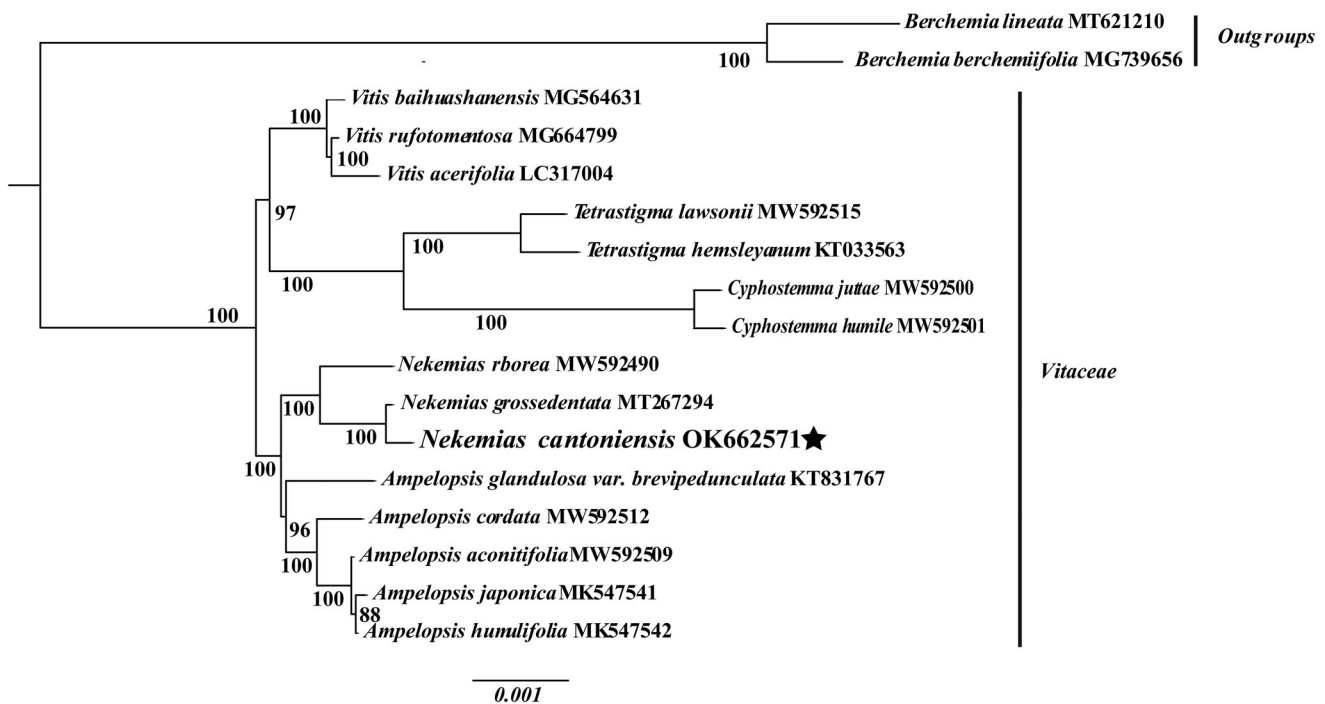 Berchemia lineata MT621210
Outgroups
100
Berchemia berchemiifolia MG739656
Vitis baihuashanensis MG564631
100
Vitis rufotomentosa MG664799
100
Vitis acerifolia LC317004
97
Tetrastigma lawsonii MW592515
100
Tetrastigma hemsleyanum KT033563
100
Cyphostemma juttae MW592500
100
100
Cyphostemma humile MW592501
Nekemias rborea MW592490
Vitaceae
100
Nekemias grossedentata MT267294
100
Nekemias cantoniensis OK662571
100
Ampelopsis glandulosa var. brevipedunculata KT831767
Ampelopsis cordata MW592512
96
100
Ampelopsis aconitifolia MW592509
100
Ampelopsis japonica MK547541
88
Ampelopsis humulifolia MK547542
0.001